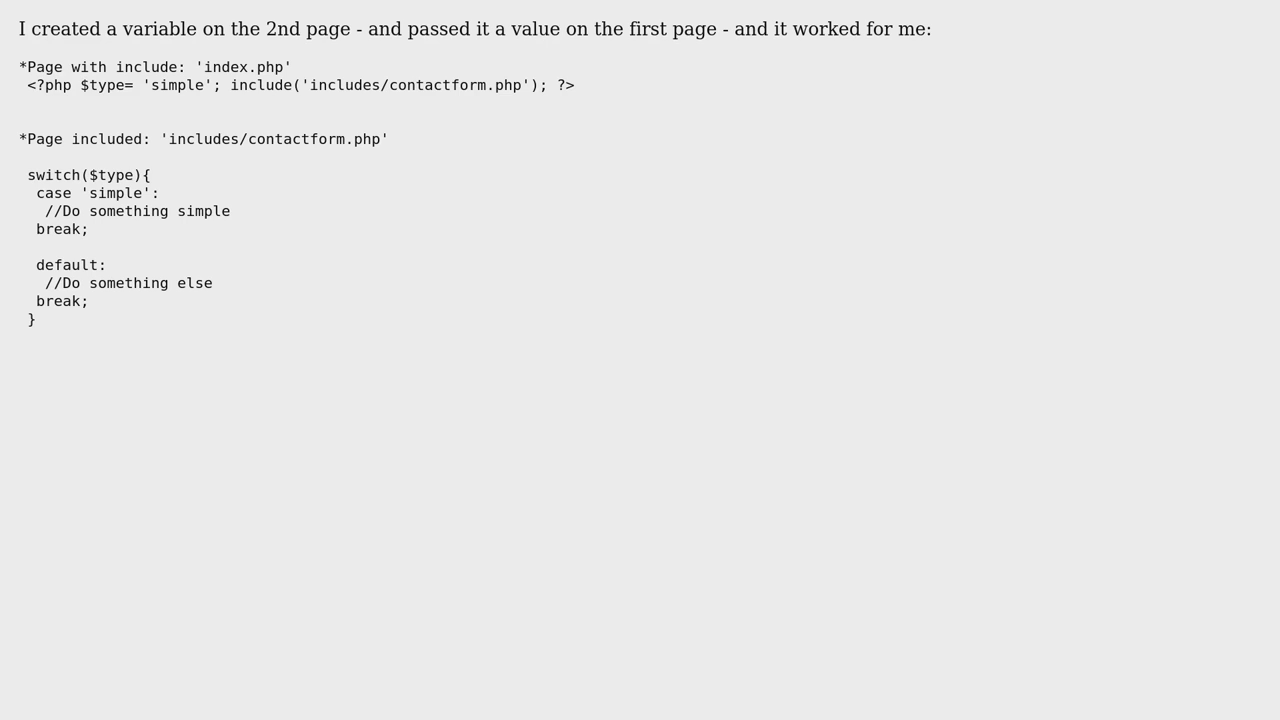 I created a variable on the 2nd page - and passed it a value on the first page - and it worked for me:
*Page with include: 'index.php'
<?php $type= 'simple'; include('includes/contactform.php'); ?>
*Page included: 'includes/contactform.php'
switch($type){
case 'simple':
//Do something simple
break;
default:
//Do something else
break;
}